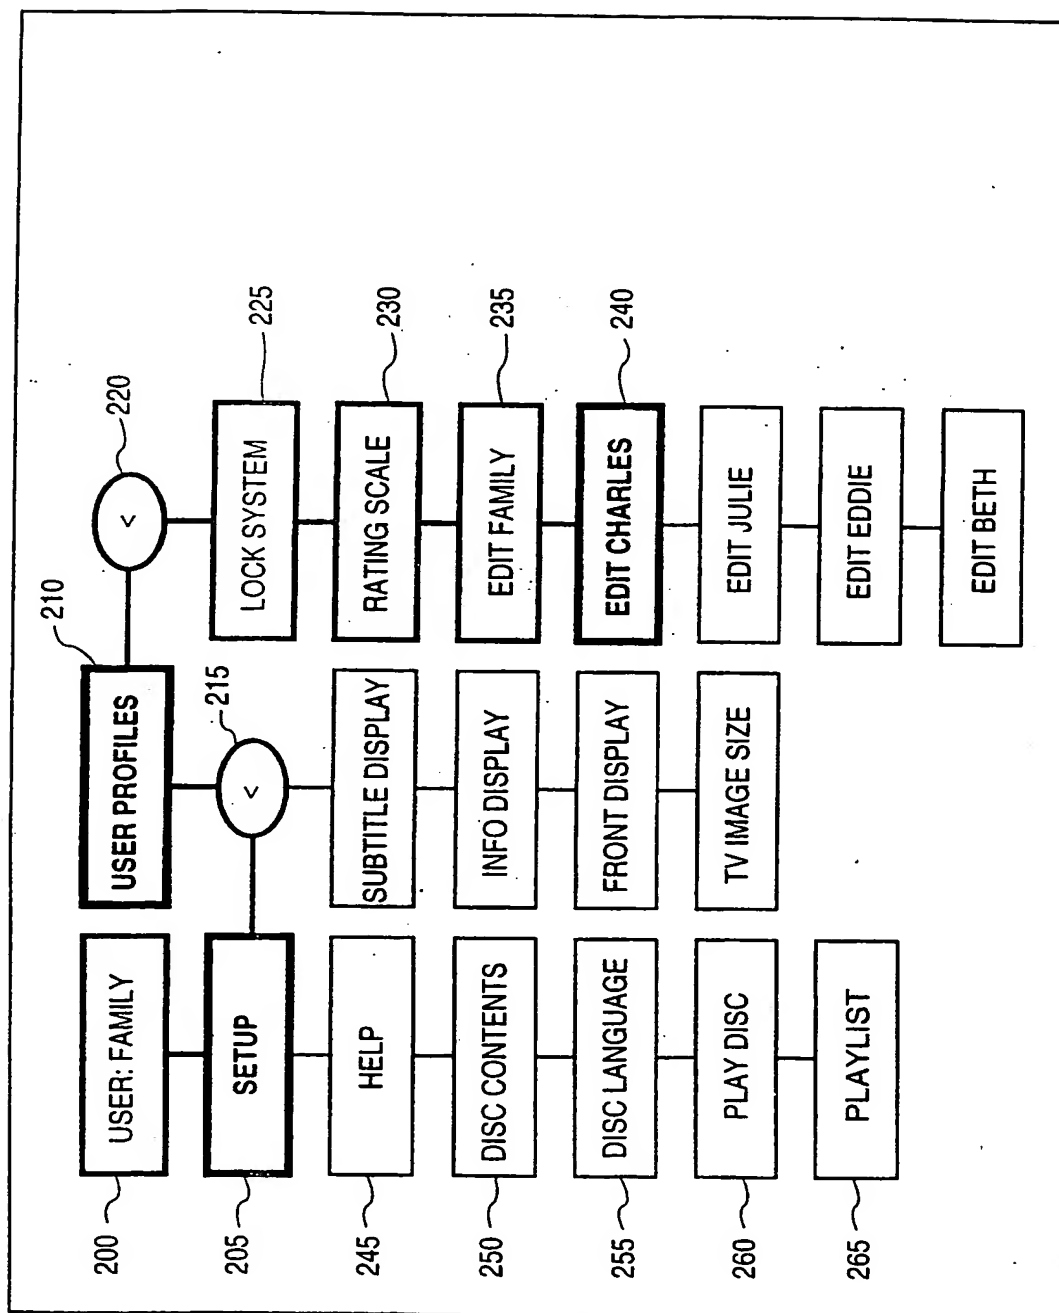 200
USER: FAMILY
205
SETUP
245
HELP
250
DISC CONTENTS
255
DISC LANGUAGE
260
PLAY DISC
265
PLAYLIST
210
USER PROFILES
215
<
SUBTITLE DISPLAY
INFO DISPLAY
FRONT DISPLAY
TV IMAGE SIZE
220
<
LOCK SYSTEM
225
RATING SCALE
230
EDIT FAMILY
235
EDIT CHARLES
240
EDIT JULIE
EDIT EDDIE
EDIT BETH